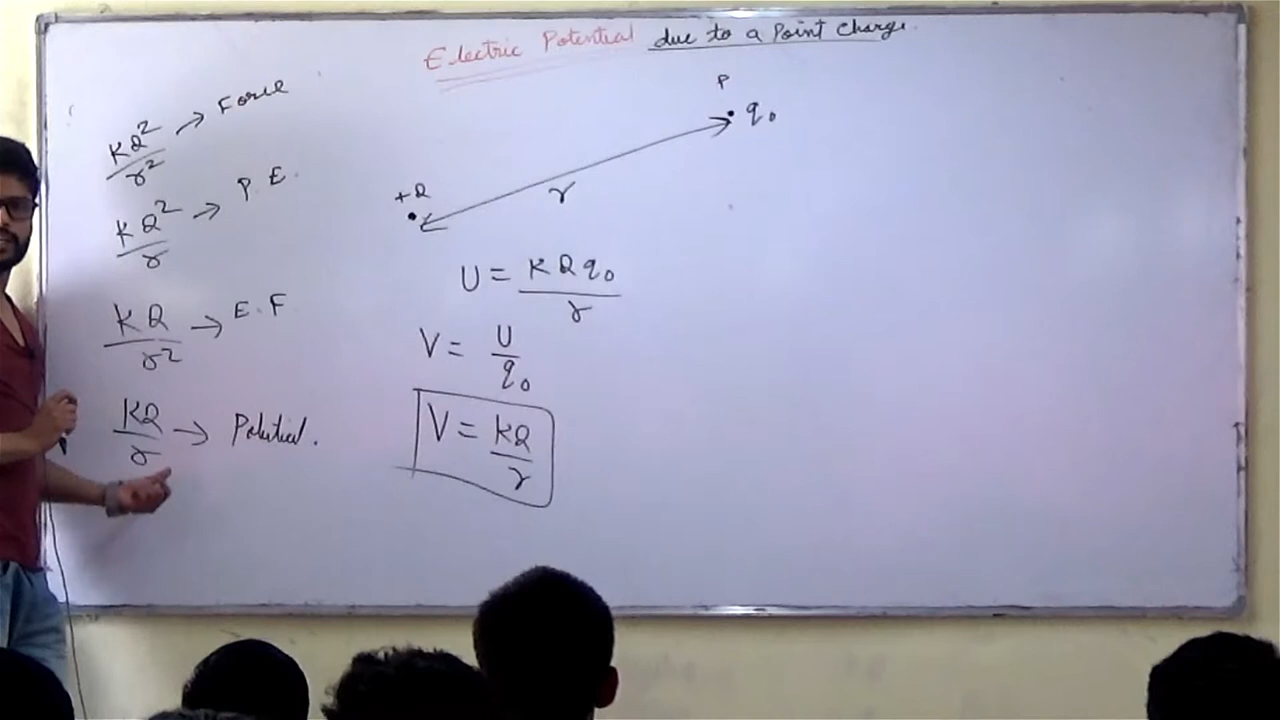 Electric Potential due to a Point Charge.
KQ²/r² → Force
KQ²/r → P.E.
KQ/r² → E.F
KQ/r → Potential.
P
q₀
+Q
r
U = KQq₀/r
V = U/q₀
V = KQ/r